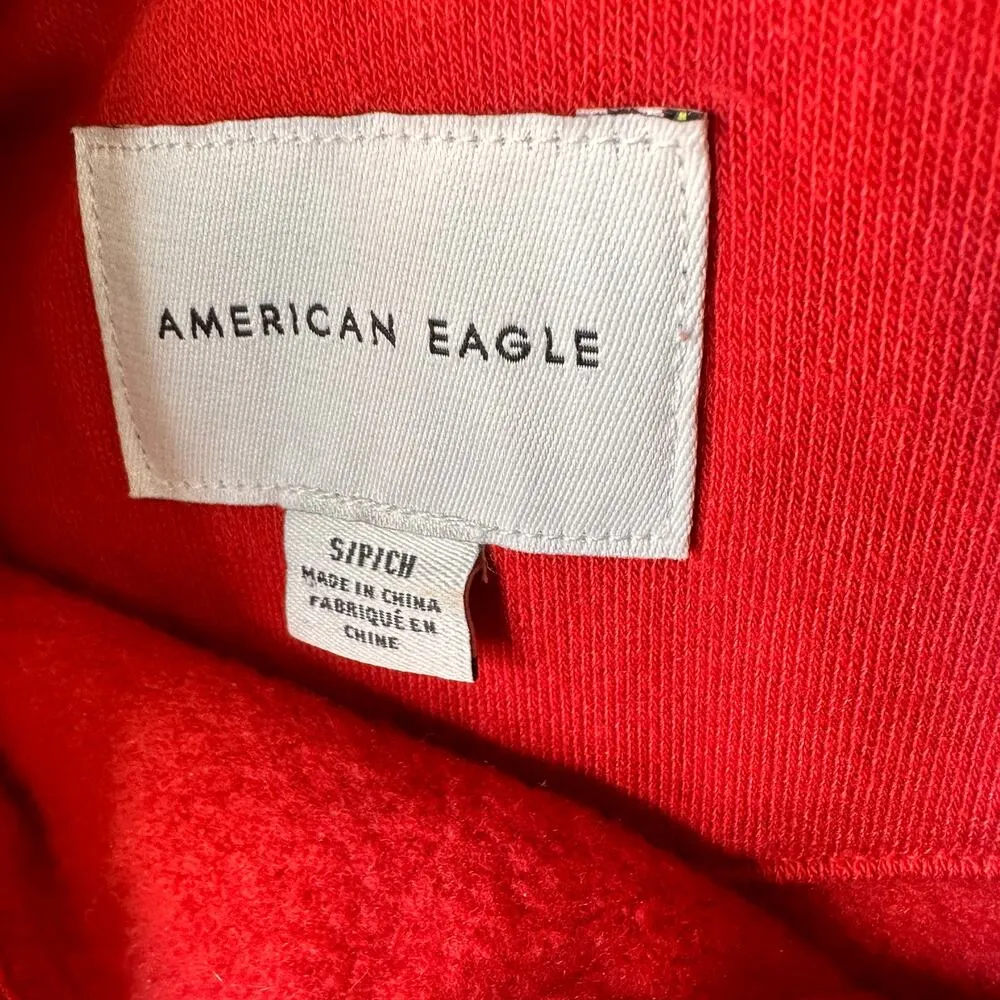 AMERICAN EAGLE
S/P/CH
MADE IN CHINA
FABRIQUÉ EN
CHINE